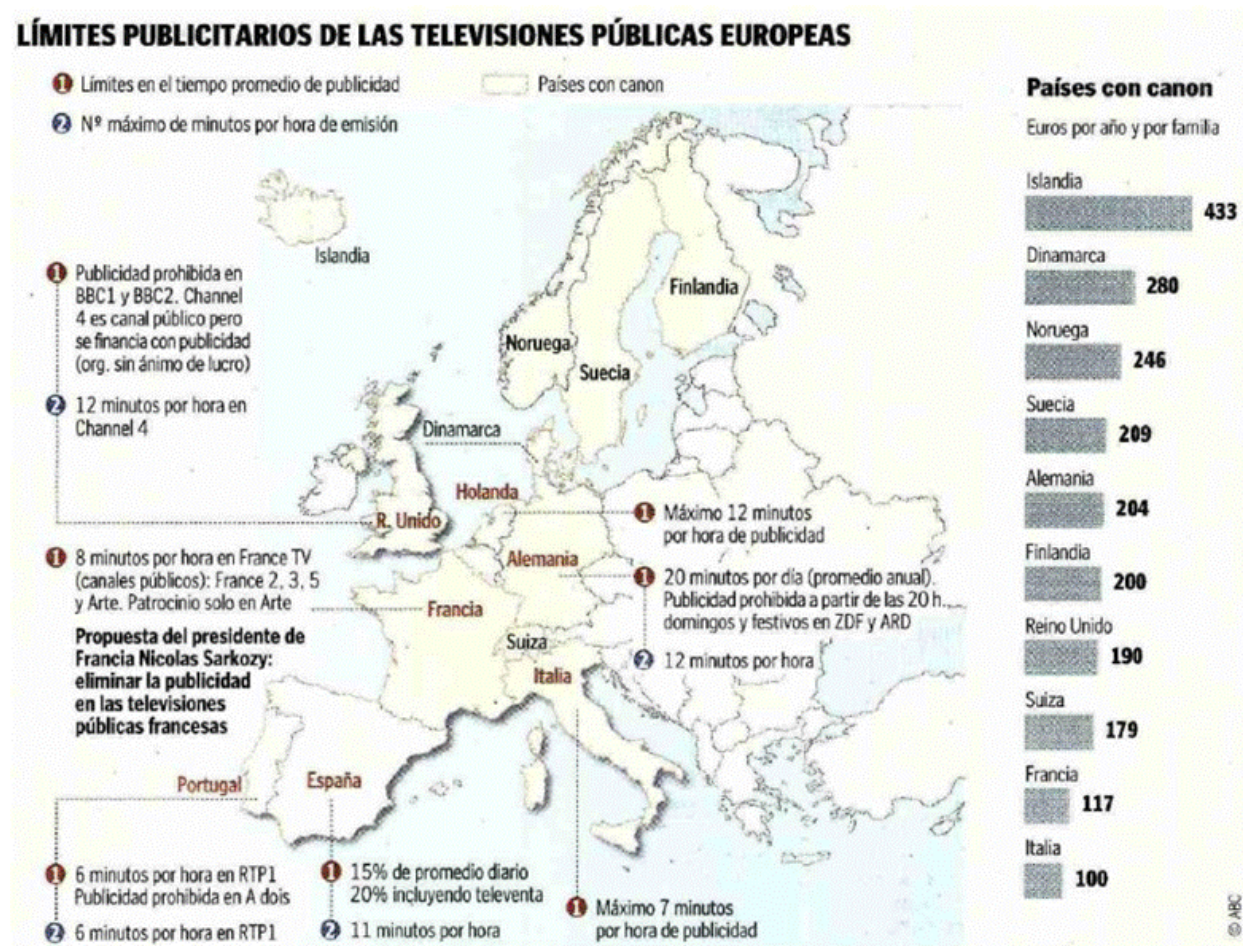 LÍMITES PUBLICITARIOS DE LAS TELEVISIONES PÚBLICAS EUROPEAS
1 Límites en el tiempo promedio de publicidad
Países con canon
2 Nº máximo de minutos por hora de emisión
Islandia
1 Publicidad prohibida en
BBC1 y BBC2. Channel
4 es canal público pero
se financia con publicidad
(org. sin ánimo de lucro)
2 12 minutos por hora en
Channel 4
Finlandia
Noruega
Suecia
Dinamarca
Holanda
R. Unido
Alemania
Francia
Suiza
Italia
Portugal
España
1 Máximo 12 minutos
por hora de publicidad
1 20 minutos por día (promedio anual).
Publicidad prohibida a partir de las 20 h.
domingos y festivos en ZDF y ARD
2 12 minutos por hora
1 8 minutos por hora en France TV
(canales públicos): France 2, 3, 5
y Arte. Patrocinio solo en Arte
Propuesta del presidente de
Francia Nicolas Sarkozy:
eliminar la publicidad
en las televisiones
públicas francesas
1 6 minutos por hora en RTP1
Publicidad prohibida en A dois
2 6 minutos por hora en RTP1
1 15% de promedio diario
20% incluyendo televenta
2 11 minutos por hora
1 Máximo 7 minutos
por hora de publicidad
Países con canon
Euros por año y por familia
Islandia
433
Dinamarca
280
Noruega
246
Suecia
209
Alemania
204
Finlandia
200
Reino Unido
190
Suiza
179
Francia
117
Italia
100
© ABC